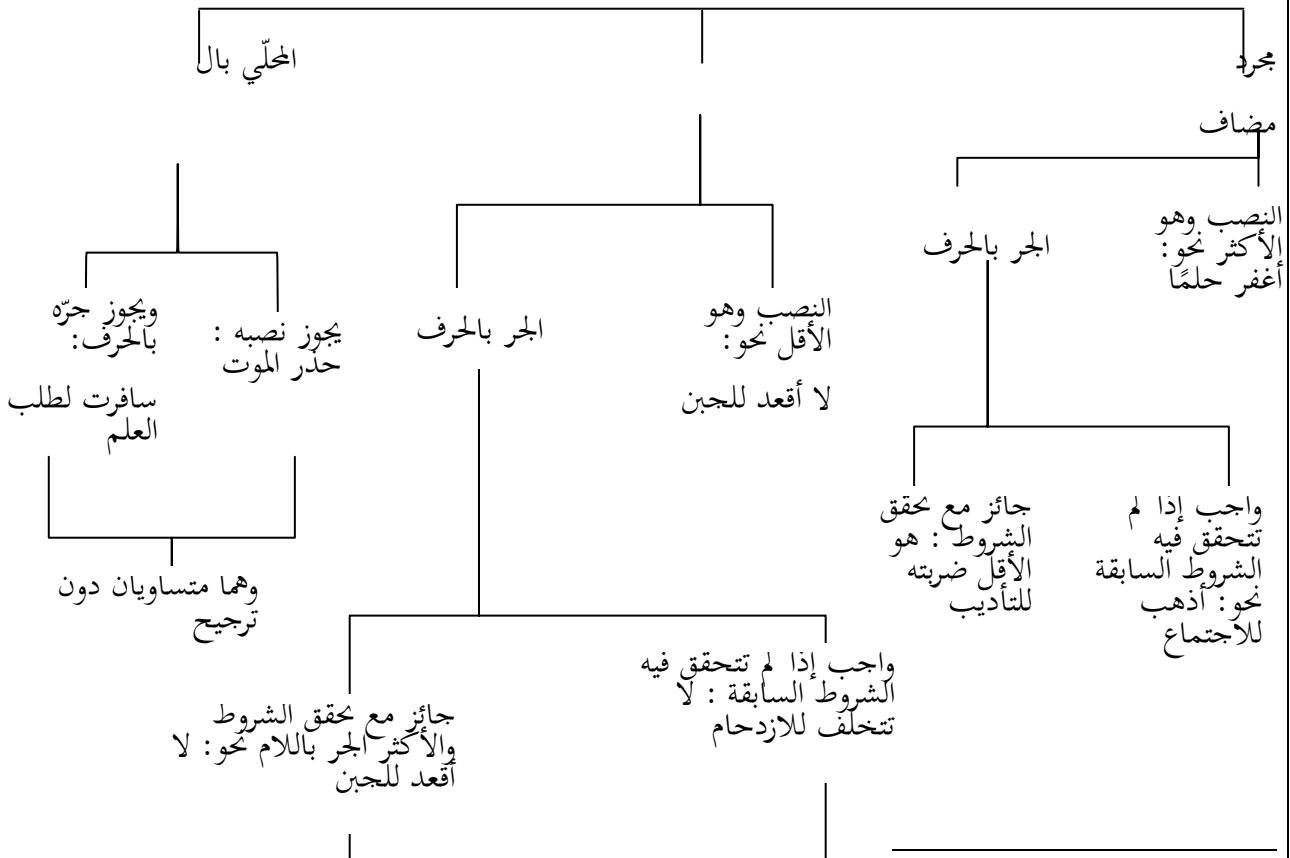 مجرد
المحلّي بال
مضاف
النصب وهو
الأكثر نحو:
أغفر حلمًا
الجر بالحرف
واجب إذا لم
تتحقق فيه
الشروط السابقة
نحو: أذهب
للاجتماع
جائز مع تحقق
الشروط : هو
الأقل ضربته
للتأديب
النصب وهو
الأقل نحو:
لا أقعد للجبن
الجر بالحرف
واجب إذا لم تتحقق فيه
الشروط السابقة : لا
تتخلف للازدحام
جائز مع تحقق الشروط
والأكثر الجر باللام نحو: لا
أقعد للجبن
يجوز نصبه :
حذر الموت
ويجوز جرّه
بالحرف:
سافرت لطلب
العلم
وهما متساويان دون
ترجيح